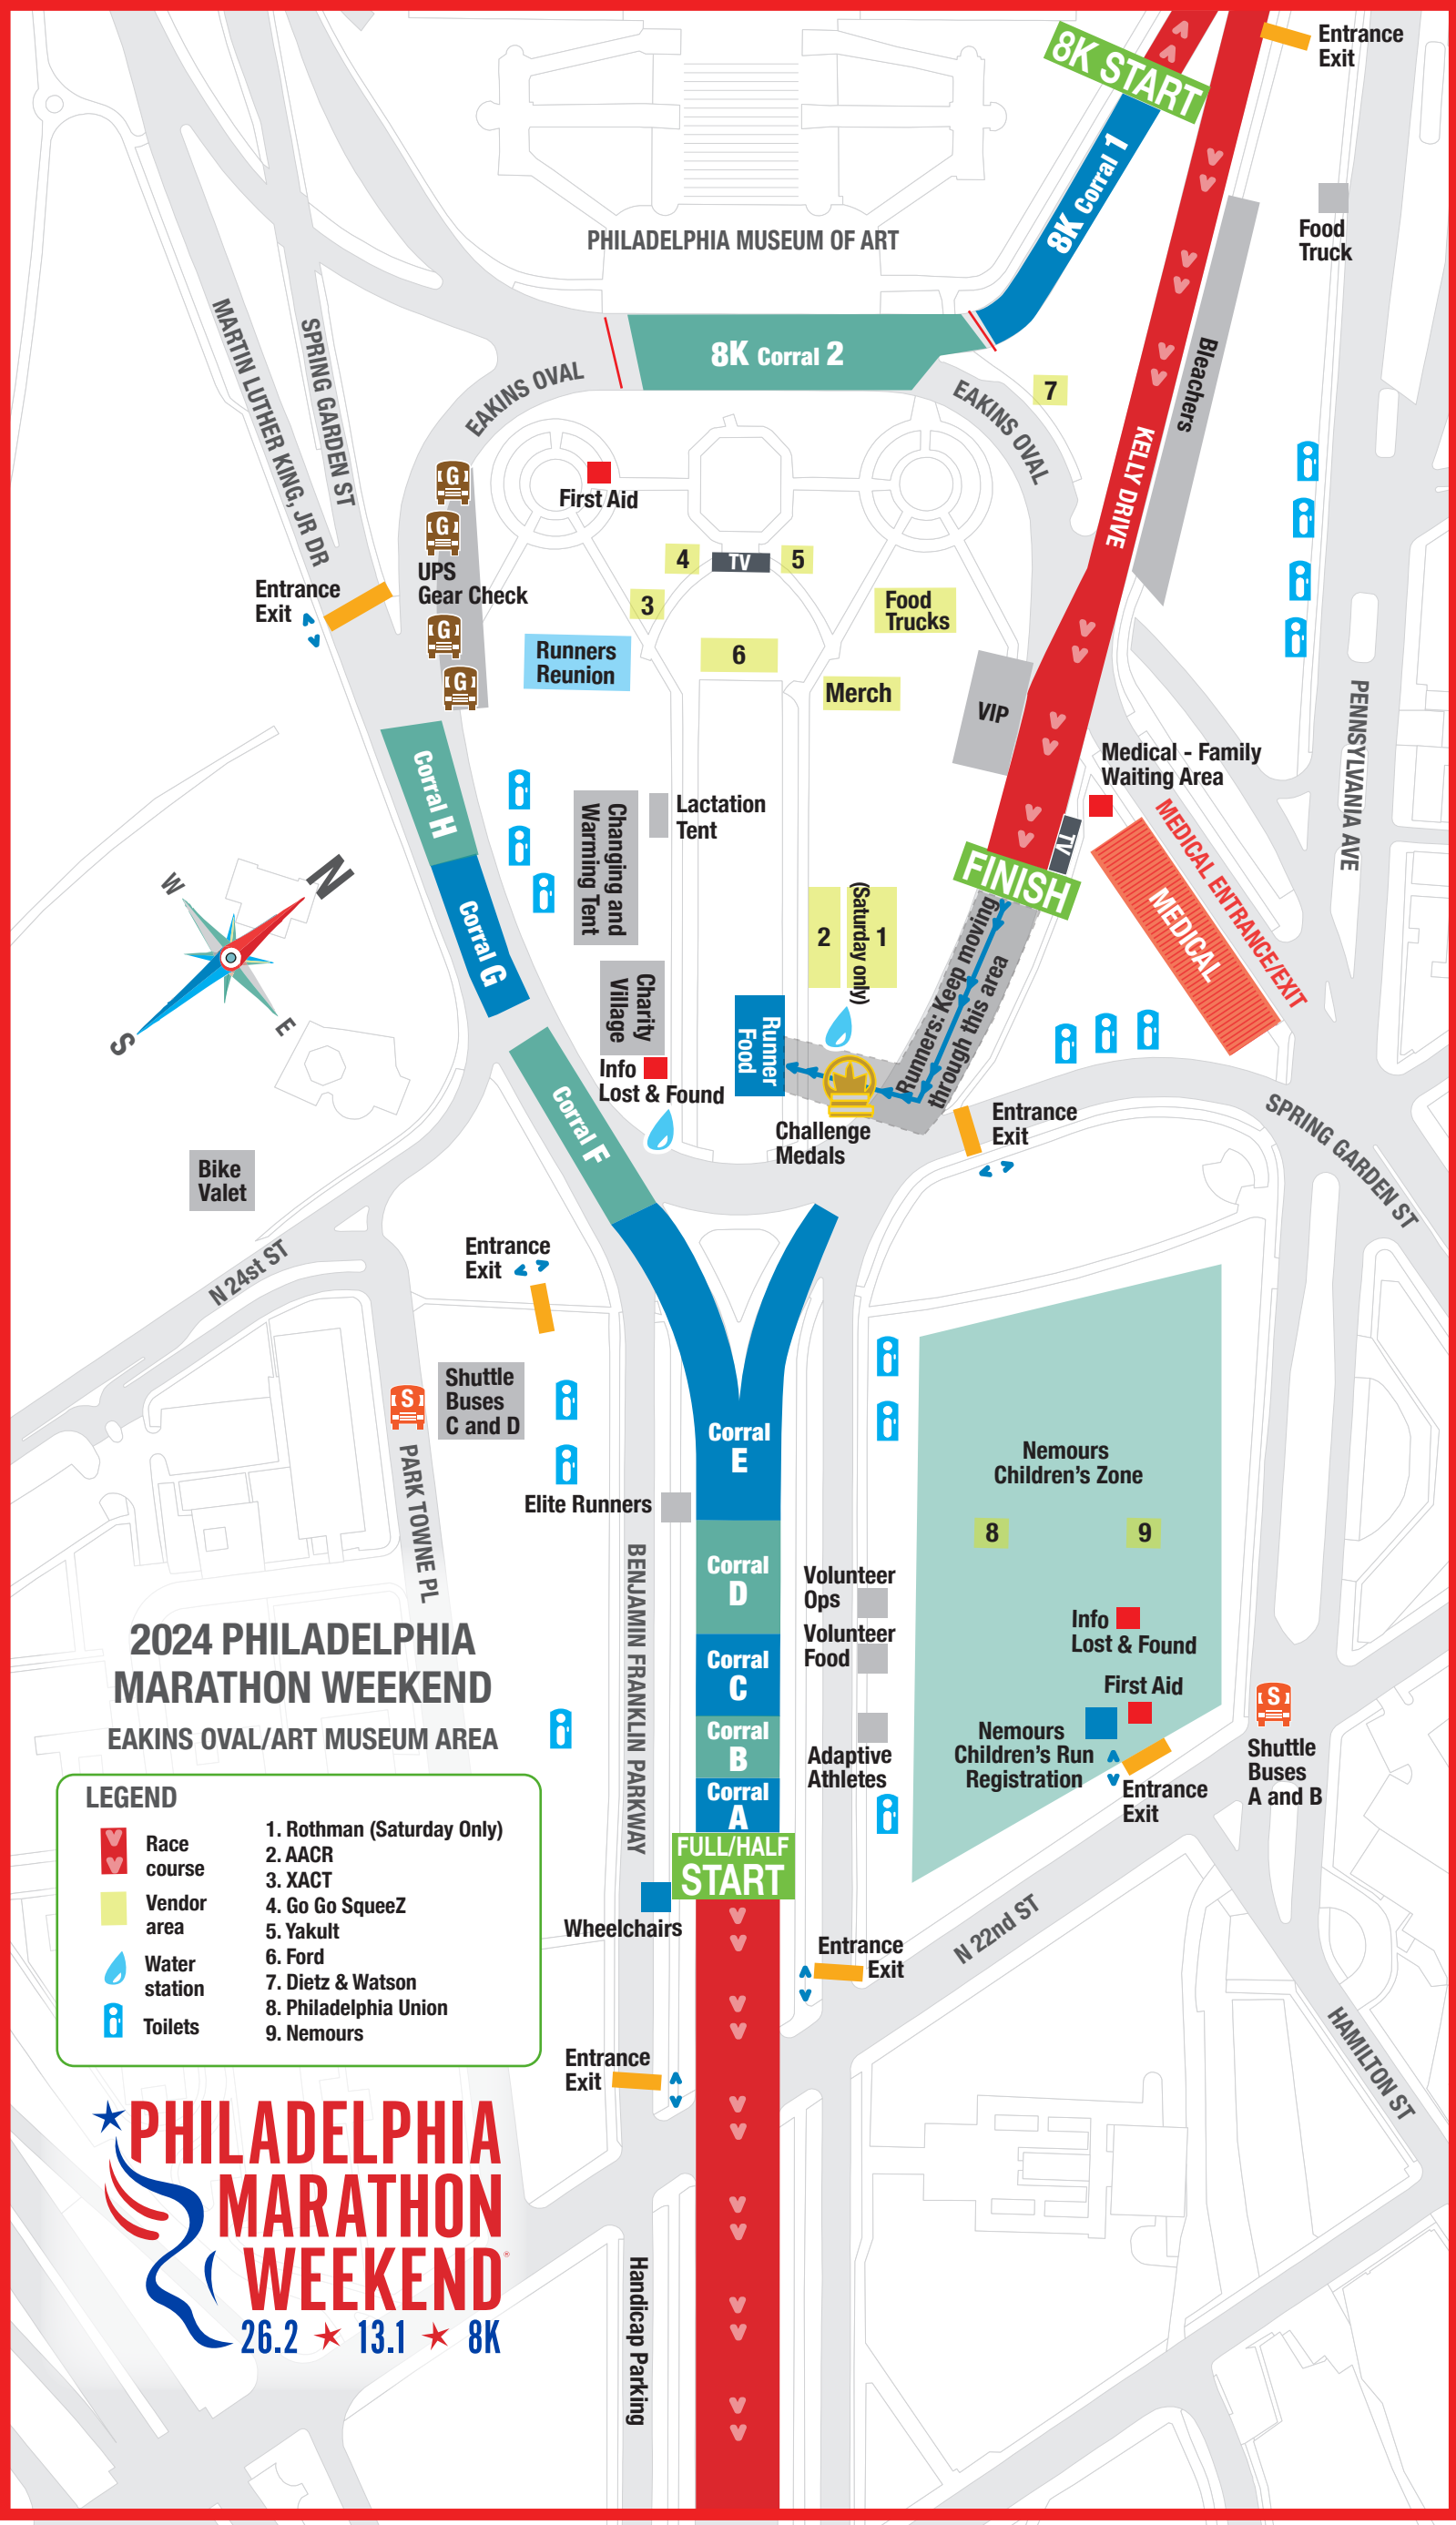 Entrance
Exit
8K START
8K Corral 1
Food
Truck
PHILADELPHIA MUSEUM OF ART
8K Corral 2
MARTIN LUTHER KING, JR DR
SPRING GARDEN ST
EAKINS OVAL
EAKINS OVAL
7
Bleachers
KELLY DRIVE
G
G
G
G
First Aid
UPS
Gear Check
4
TV
5
3
6
Food
Trucks
Entrance
Exit
Runners
Reunion
Merch
VIP
PENNSYLVANIA AVE
Medical - Family
Waiting Area
TV
MEDICAL ENTRANCE/EXIT
MEDICAL
Corral H
Changing and
Warming Tent
Lactation
Tent
FINISH
N
W
S
E
Corral G
2
(Saturday only)
1
Runners: Keep moving
through this area
Charity
Village
Runner
Food
Info
Lost & Found
Challenge
Medals
Entrance
Exit
SPRING GARDEN ST
Corral F
Bike
Valet
N 24st ST
Entrance
Exit
Shuttle
Buses
C and D
S
PARK TOWNE PL
Corral
E
Nemours
Children's Zone
8
9
Elite Runners
BENJAMIN FRANKLIN PARKWAY
Corral
D
Volunteer
Ops
Volunteer
Food
Corral
C
Info
Lost & Found
First Aid
Corral
B
Adaptive
Athletes
Nemours
Children's Run
Registration
Entrance
Exit
S
Shuttle
Buses
A and B
Corral
A
FULL/HALF
START
Wheelchairs
Entrance
Exit
N 22nd ST
HAMILTON ST
Entrance
Exit
Handicap Parking
2024 PHILADELPHIA
MARATHON WEEKEND
EAKINS OVAL/ART MUSEUM AREA
LEGEND
Race
course
Vendor
area
Water
station
Toilets
1. Rothman (Saturday Only)
2. AACR
3. XACT
4. Go Go SqueeZ
5. Yakult
6. Ford
7. Dietz & Watson
8. Philadelphia Union
9. Nemours
PHILADELPHIA
MARATHON
WEEKEND®
26.2 ★ 13.1 ★ 8K